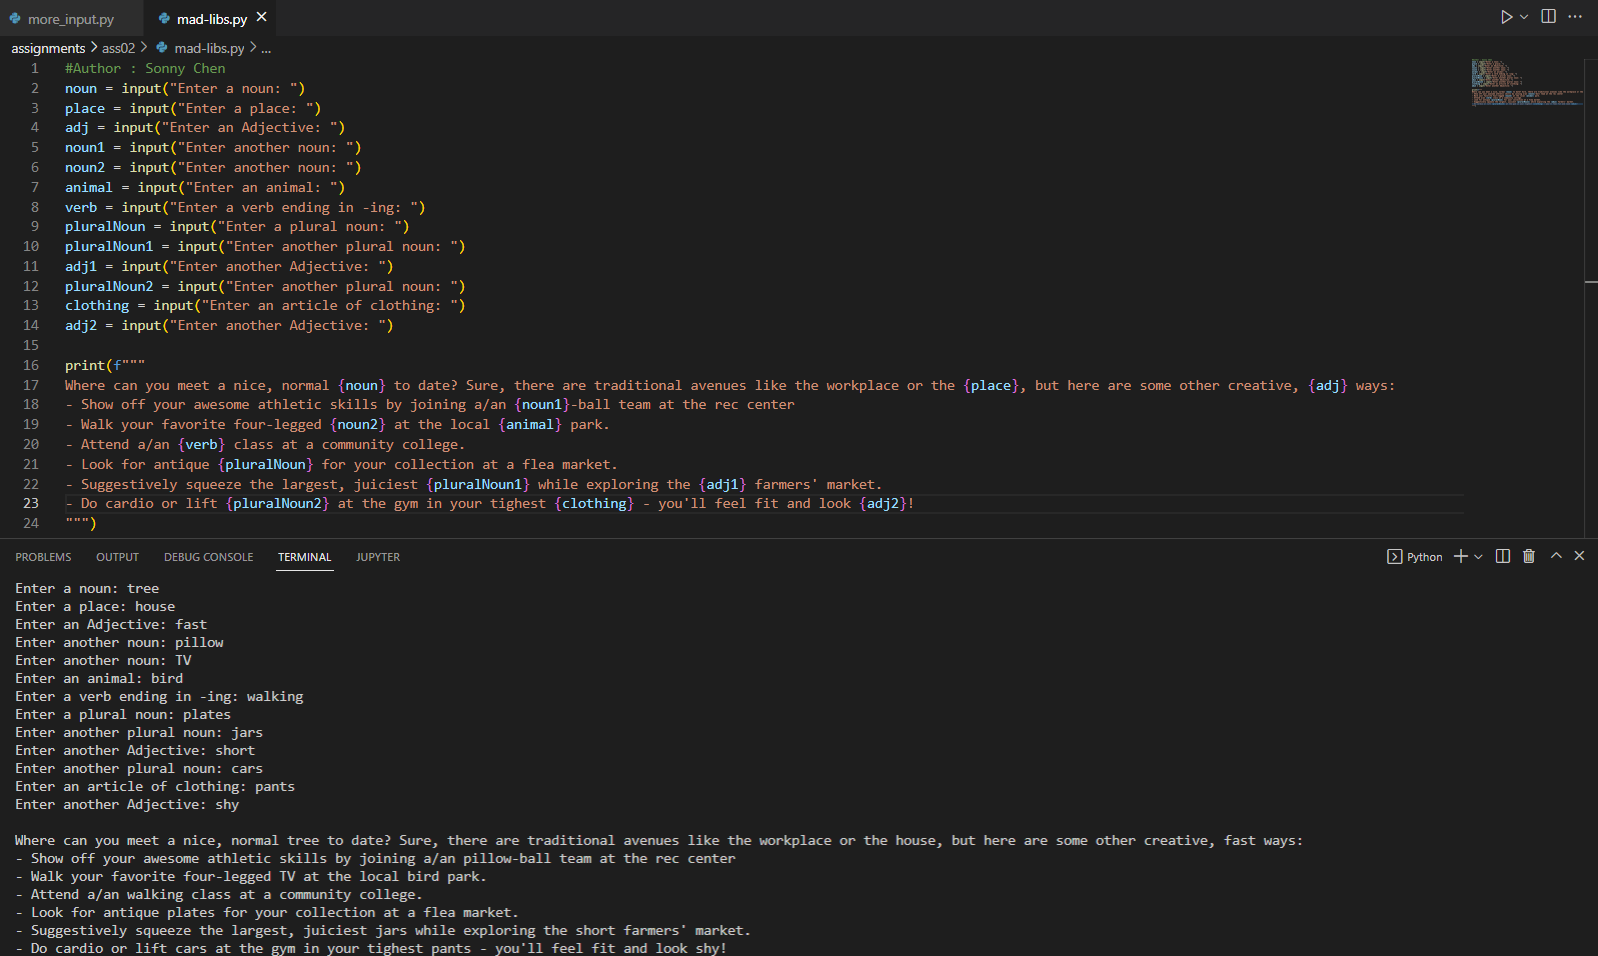 more_input.py
mad-libs.py
assignments > ass02 > mad-libs.py > ...
1 #Author : Sonny Chen
2 noun = input("Enter a noun: ")
3 place = input("Enter a place: ")
4 adj = input("Enter an Adjective: ")
5 noun1 = input("Enter another noun: ")
6 noun2 = input("Enter another noun: ")
7 animal = input("Enter an animal: ")
8 verb = input("Enter a verb ending in -ing: ")
9 pluralNoun = input("Enter a plural noun: ")
10 pluralNoun1 = input("Enter another plural noun: ")
11 adj1 = input("Enter another Adjective: ")
12 pluralNoun2 = input("Enter another plural noun: ")
13 clothing = input("Enter an article of clothing: ")
14 adj2 = input("Enter another Adjective: ")
15
16 print(f"""
17 Where can you meet a nice, normal {noun} to date? Sure, there are traditional avenues like the workplace or the {place}, but here are some other creative, {adj} ways:
18 - Show off your awesome athletic skills by joining a/an {noun1}-ball team at the rec center
19 - Walk your favorite four-legged {noun2} at the local {animal} park.
20 - Attend a/an {verb} class at a community college.
21 - Look for antique {pluralNoun} for your collection at a flea market.
22 - Suggestively squeeze the largest, juiciest {pluralNoun1} while exploring the {adj1} farmers' market.
23 - Do cardio or lift {pluralNoun2} at the gym in your tighest {clothing} - you'll feel fit and look {adj2}!
24 """)
PROBLEMS OUTPUT DEBUG CONSOLE TERMINAL JUPYTER
Python
Enter a noun: tree
Enter a place: house
Enter an Adjective: fast
Enter another noun: pillow
Enter another noun: TV
Enter an animal: bird
Enter a verb ending in -ing: walking
Enter a plural noun: plates
Enter another plural noun: jars
Enter another Adjective: short
Enter another plural noun: cars
Enter an article of clothing: pants
Enter another Adjective: shy
Where can you meet a nice, normal tree to date? Sure, there are traditional avenues like the workplace or the house, but here are some other creative, fast ways:
- Show off your awesome athletic skills by joining a/an pillow-ball team at the rec center
- Walk your favorite four-legged TV at the local bird park.
- Attend a/an walking class at a community college.
- Look for antique plates for your collection at a flea market.
- Suggestively squeeze the largest, juiciest jars while exploring the short farmers' market.
- Do cardio or lift cars at the gym in your tighest pants - you'll feel fit and look shy!